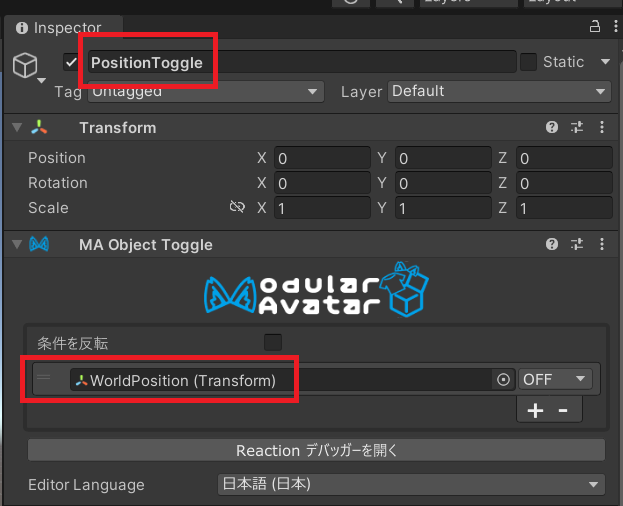 Layers
Layout
Inspector
PositionToggle
Static
Tag Untagged Layer Default
Transform
Position X 0 Y 0 Z 0
Rotation X 0 Y 0 Z 0
Scale X 1 Y 1 Z 1
MA Object Toggle
Modular
Avatar
条件を反転
WorldPosition (Transform) OFF
+ -
Reaction デバッガーを開く
Editor Language 日本語 (日本)